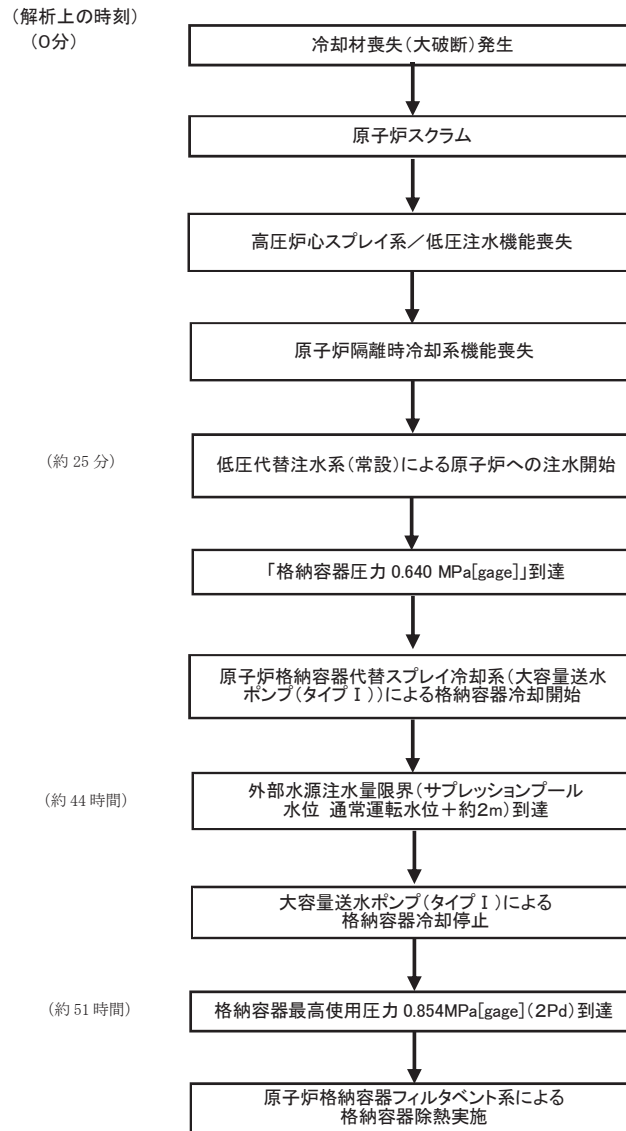 (解析上の時刻)
(0分)
冷却材喪失(大破断)発生
原子炉スクラム
高圧炉心スプレイ系/低圧注水機能喪失
原子炉隔離時冷却系機能喪失
(約 25 分)
低圧代替注水系(常設)による原子炉への注水開始
「格納容器圧力 0.640 MPa[gage]」到達
原子炉格納容器代替スプレイ冷却系(大容量送水
ポンプ(タイプⅠ))による格納容器冷却開始
(約 44 時間)
外部水源注水量限界(サプレッションプール
水位 通常運転水位+約2m)到達
大容量送水ポンプ(タイプⅠ)による
格納容器冷却停止
(約 51 時間)
格納容器最高使用圧力 0.854MPa[gage](2Pd)到達
原子炉格納容器フィルタベント系による
格納容器除熱実施